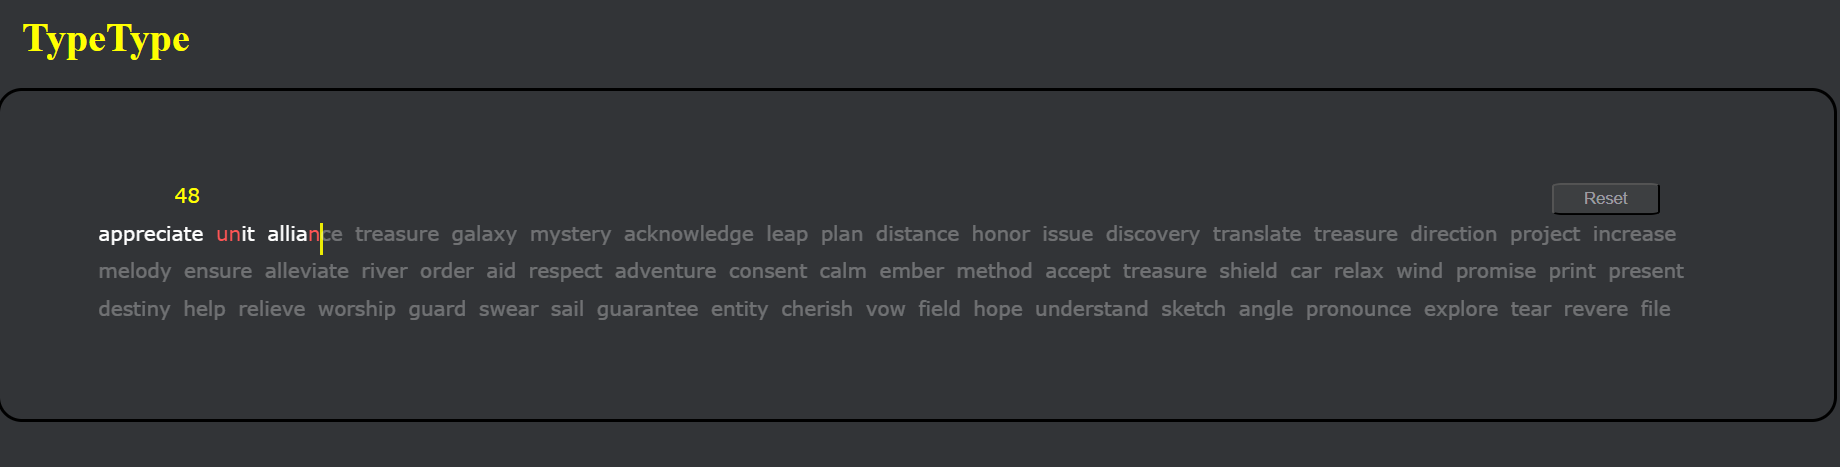 TypeType
48
Reset
appreciate unit alliance treasure galaxy mystery acknowledge leap plan distance honor issue discovery translate treasure direction project increase
melody ensure alleviate river order aid respect adventure consent calm ember method accept treasure shield car relax wind promise print present
destiny help relieve worship guard swear sail guarantee entity cherish vow field hope understand sketch angle pronounce explore tear revere file